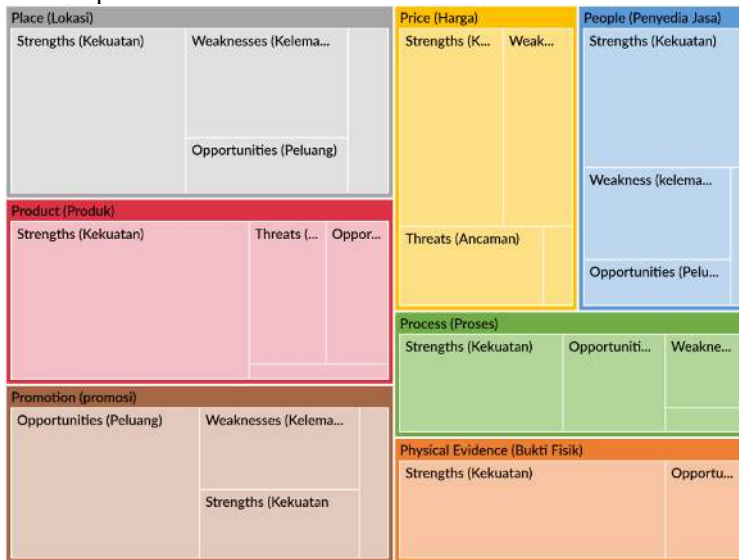 Place (Lokasi)
Strengths (Kekuatan)
Weaknesses (Kelema...
Opportunities (Peluang)
Product (Produk)
Strengths (Kekuatan)
Threats (...
Oppor...
Promotion (promosi)
Opportunities (Peluang)
Weaknesses (Kelema...
Strengths (Kekuatan
Price (Harga)
Strengths (K...
Weak...
Threats (Ancaman)
People (Penyedia Jasa)
Strengths (Kekuatan)
Weakness (kelema...
Opportunities (Pelu...
Process (Proses)
Strengths (Kekuatan)
Opportuniti...
Weakne...
Physical Evidence (Bukti Fisik)
Strengths (Kekuatan)
Opportu...